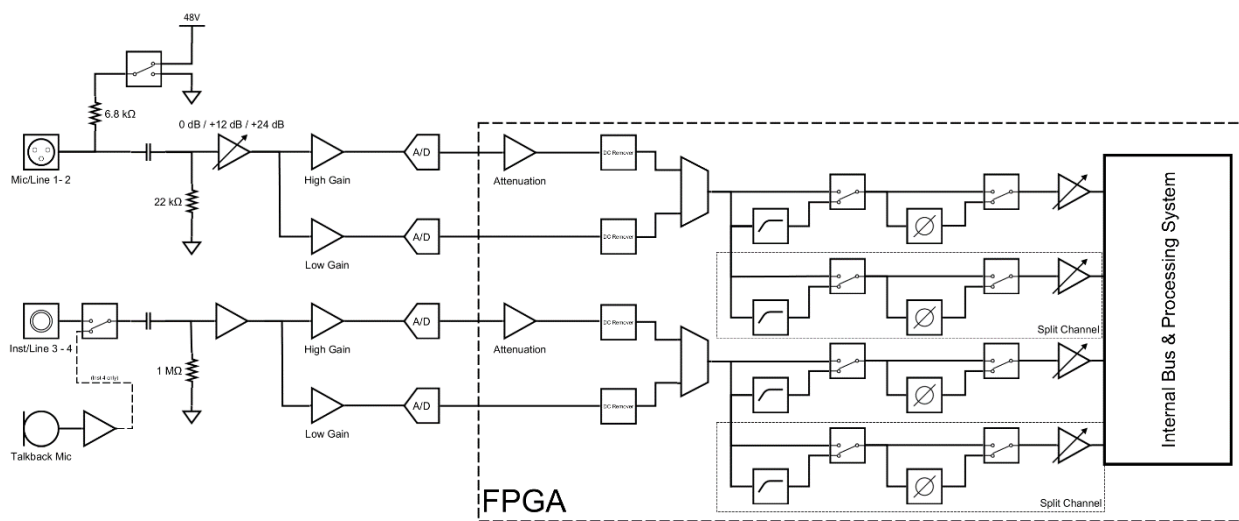 48V
6.8 kΩ
0 dB / +12 dB / +24 dB
Mic/Line 1- 2
22 kΩ
High Gain
A/D
Attenuation
DC Remover
Low Gain
A/D
DC Remover
Split Channel
Inst/Line 3 - 4
1 MΩ
High Gain
A/D
Attenuation
DC Remover
Low Gain
A/D
DC Remover
Talkback Mic
Split Channel
FPGA
Internal Bus & Processing System